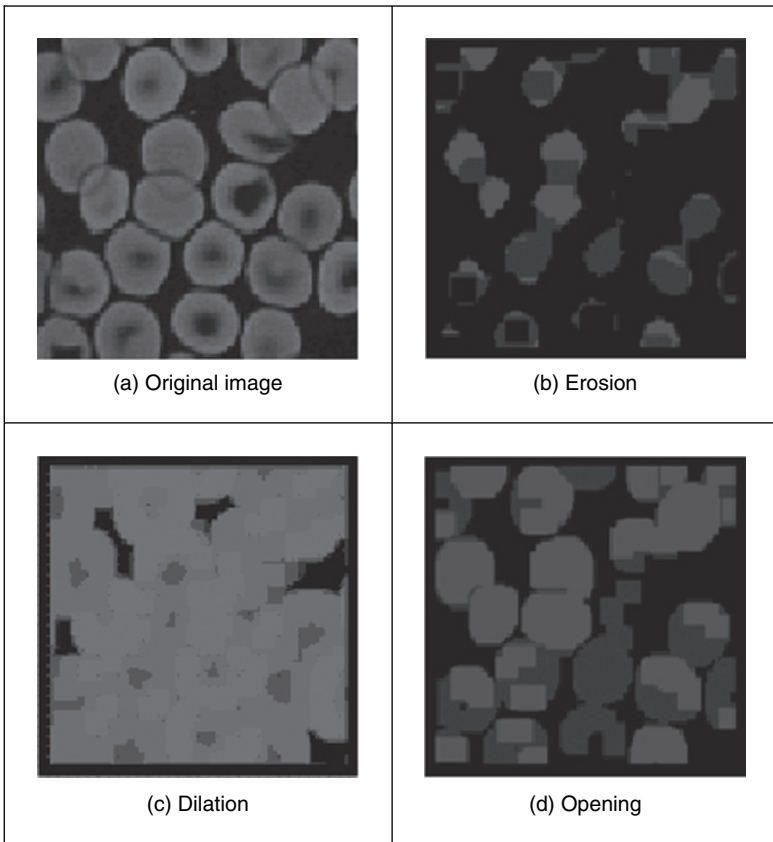 (a) Original image
(b) Erosion
(c) Dilation
(d) Opening